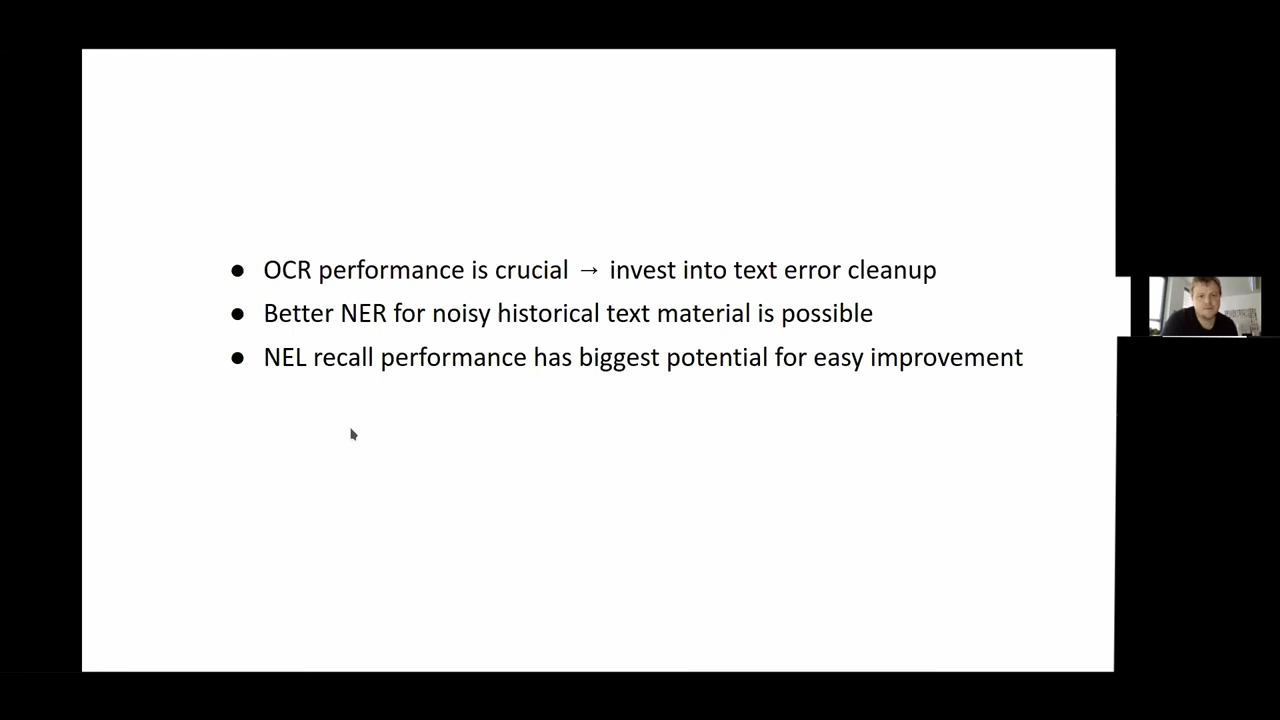 ● OCR performance is crucial → invest into text error cleanup
● Better NER for noisy historical text material is possible
● NEL recall performance has biggest potential for easy improvement